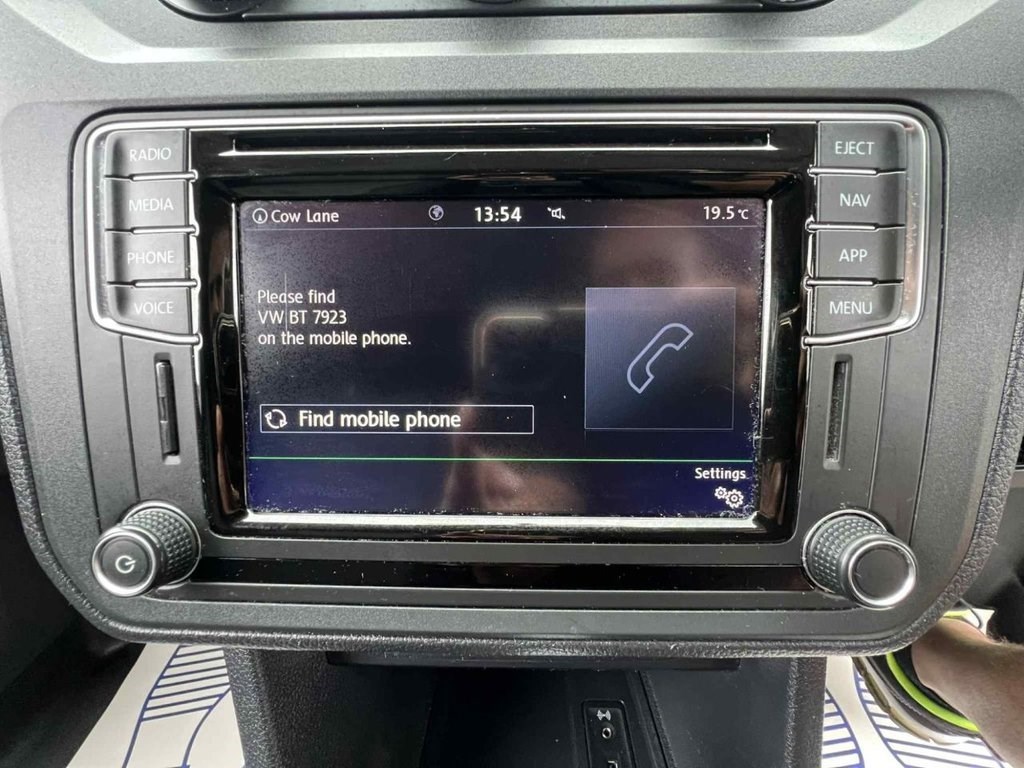 RADIO
MEDIA
PHONE
VOICE
EJECT
NAV
APP
MENU
Cow Lane
13:54
19.5°C
Please find
VW BT 7923
on the mobile phone.
Find mobile phone
Settings